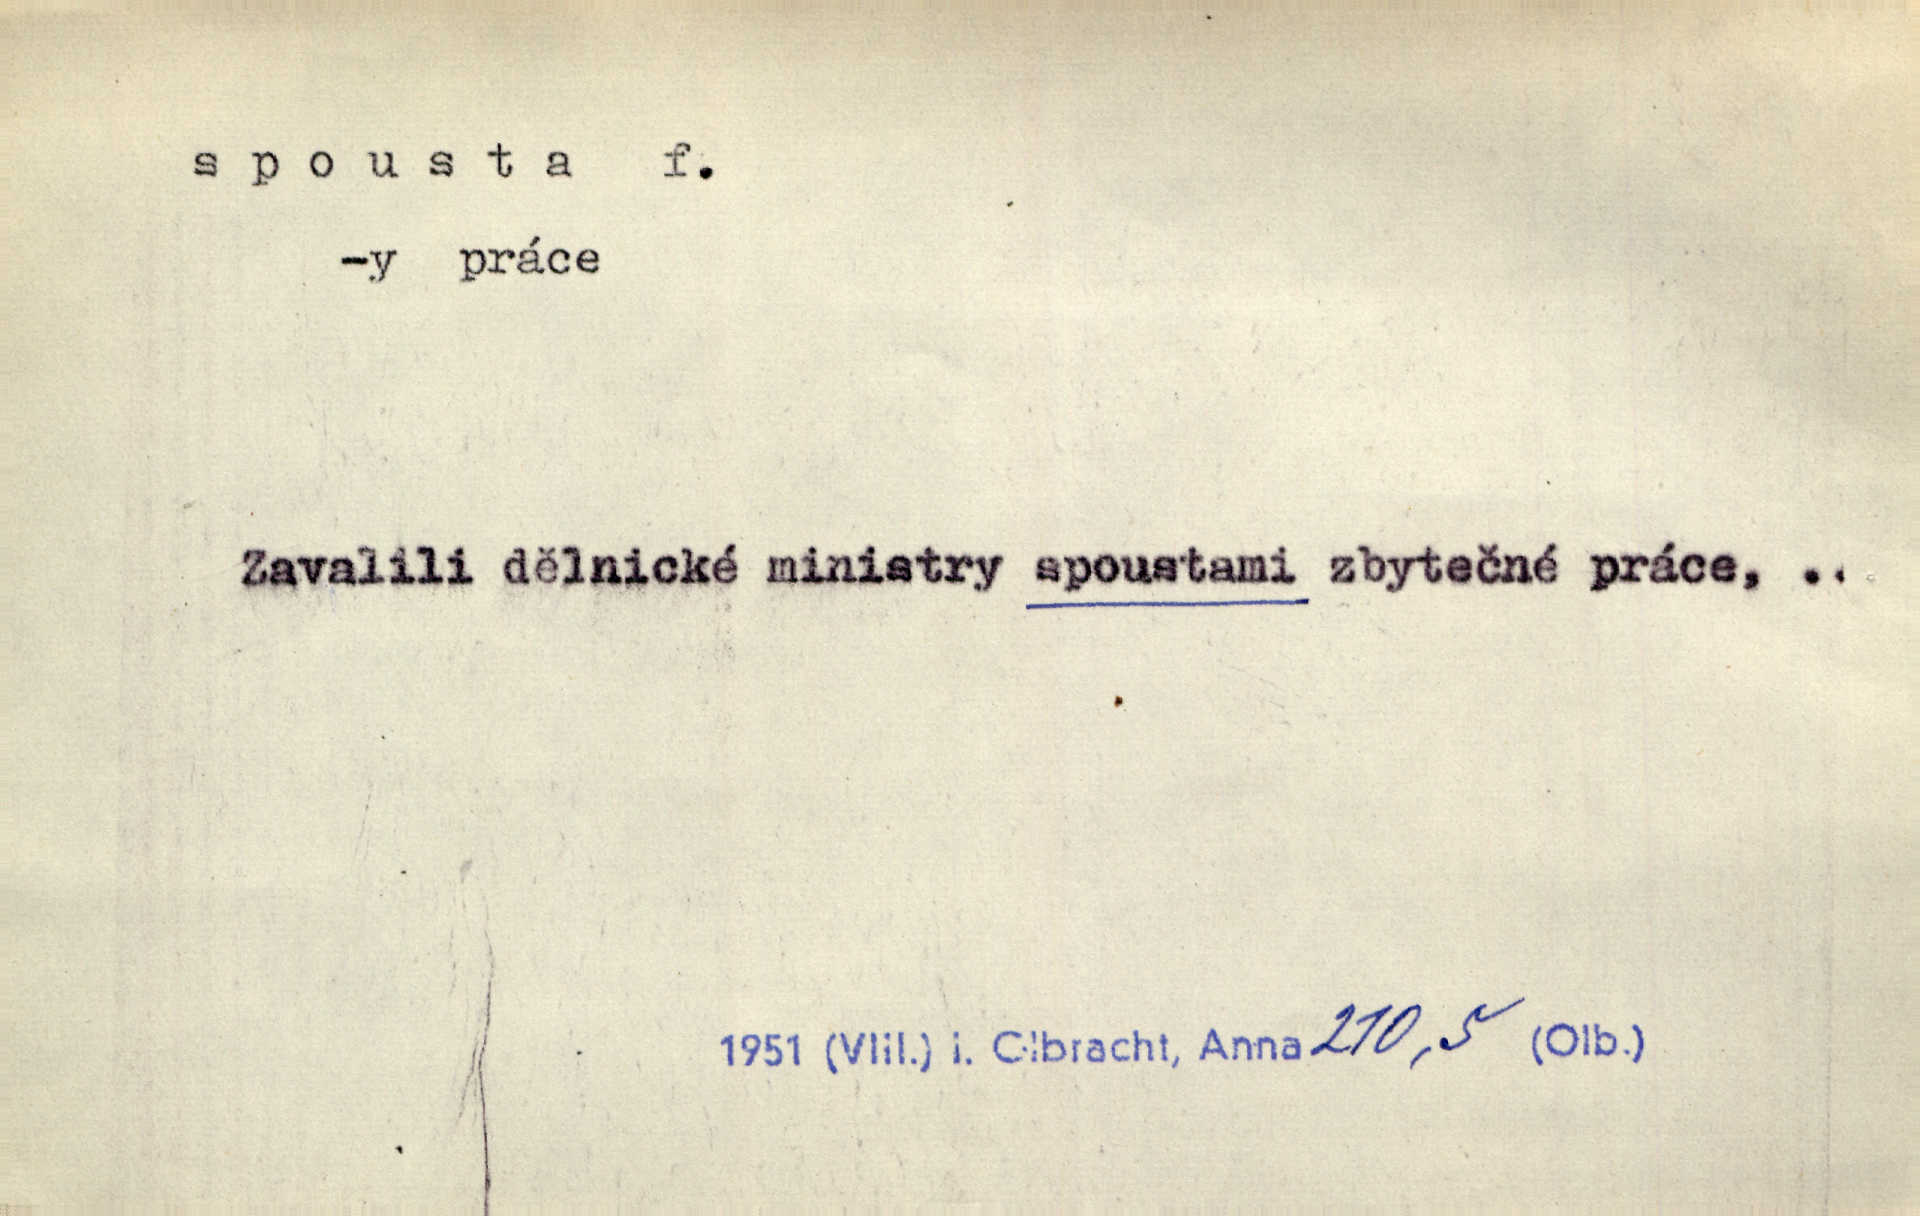 s p o u s t a f.
-y práce
Zavalili dělnické ministry spoustami zbytečné práce, ..
1951 (VIII.) i. Olbracht, Anna 210,5 (Olb.)